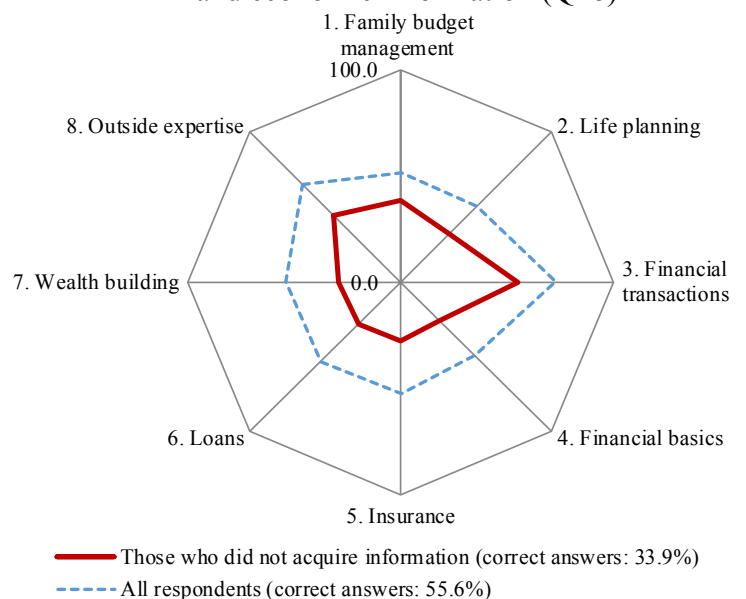 1. Family budget
management
100.0
8. Outside expertise
2. Life planning
7. Wealth building
0.0
3. Financial
transactions
6. Loans
4. Financial basics
5. Insurance
Those who did not acquire information (correct answers: 33.9%)
All respondents (correct answers: 55.6%)